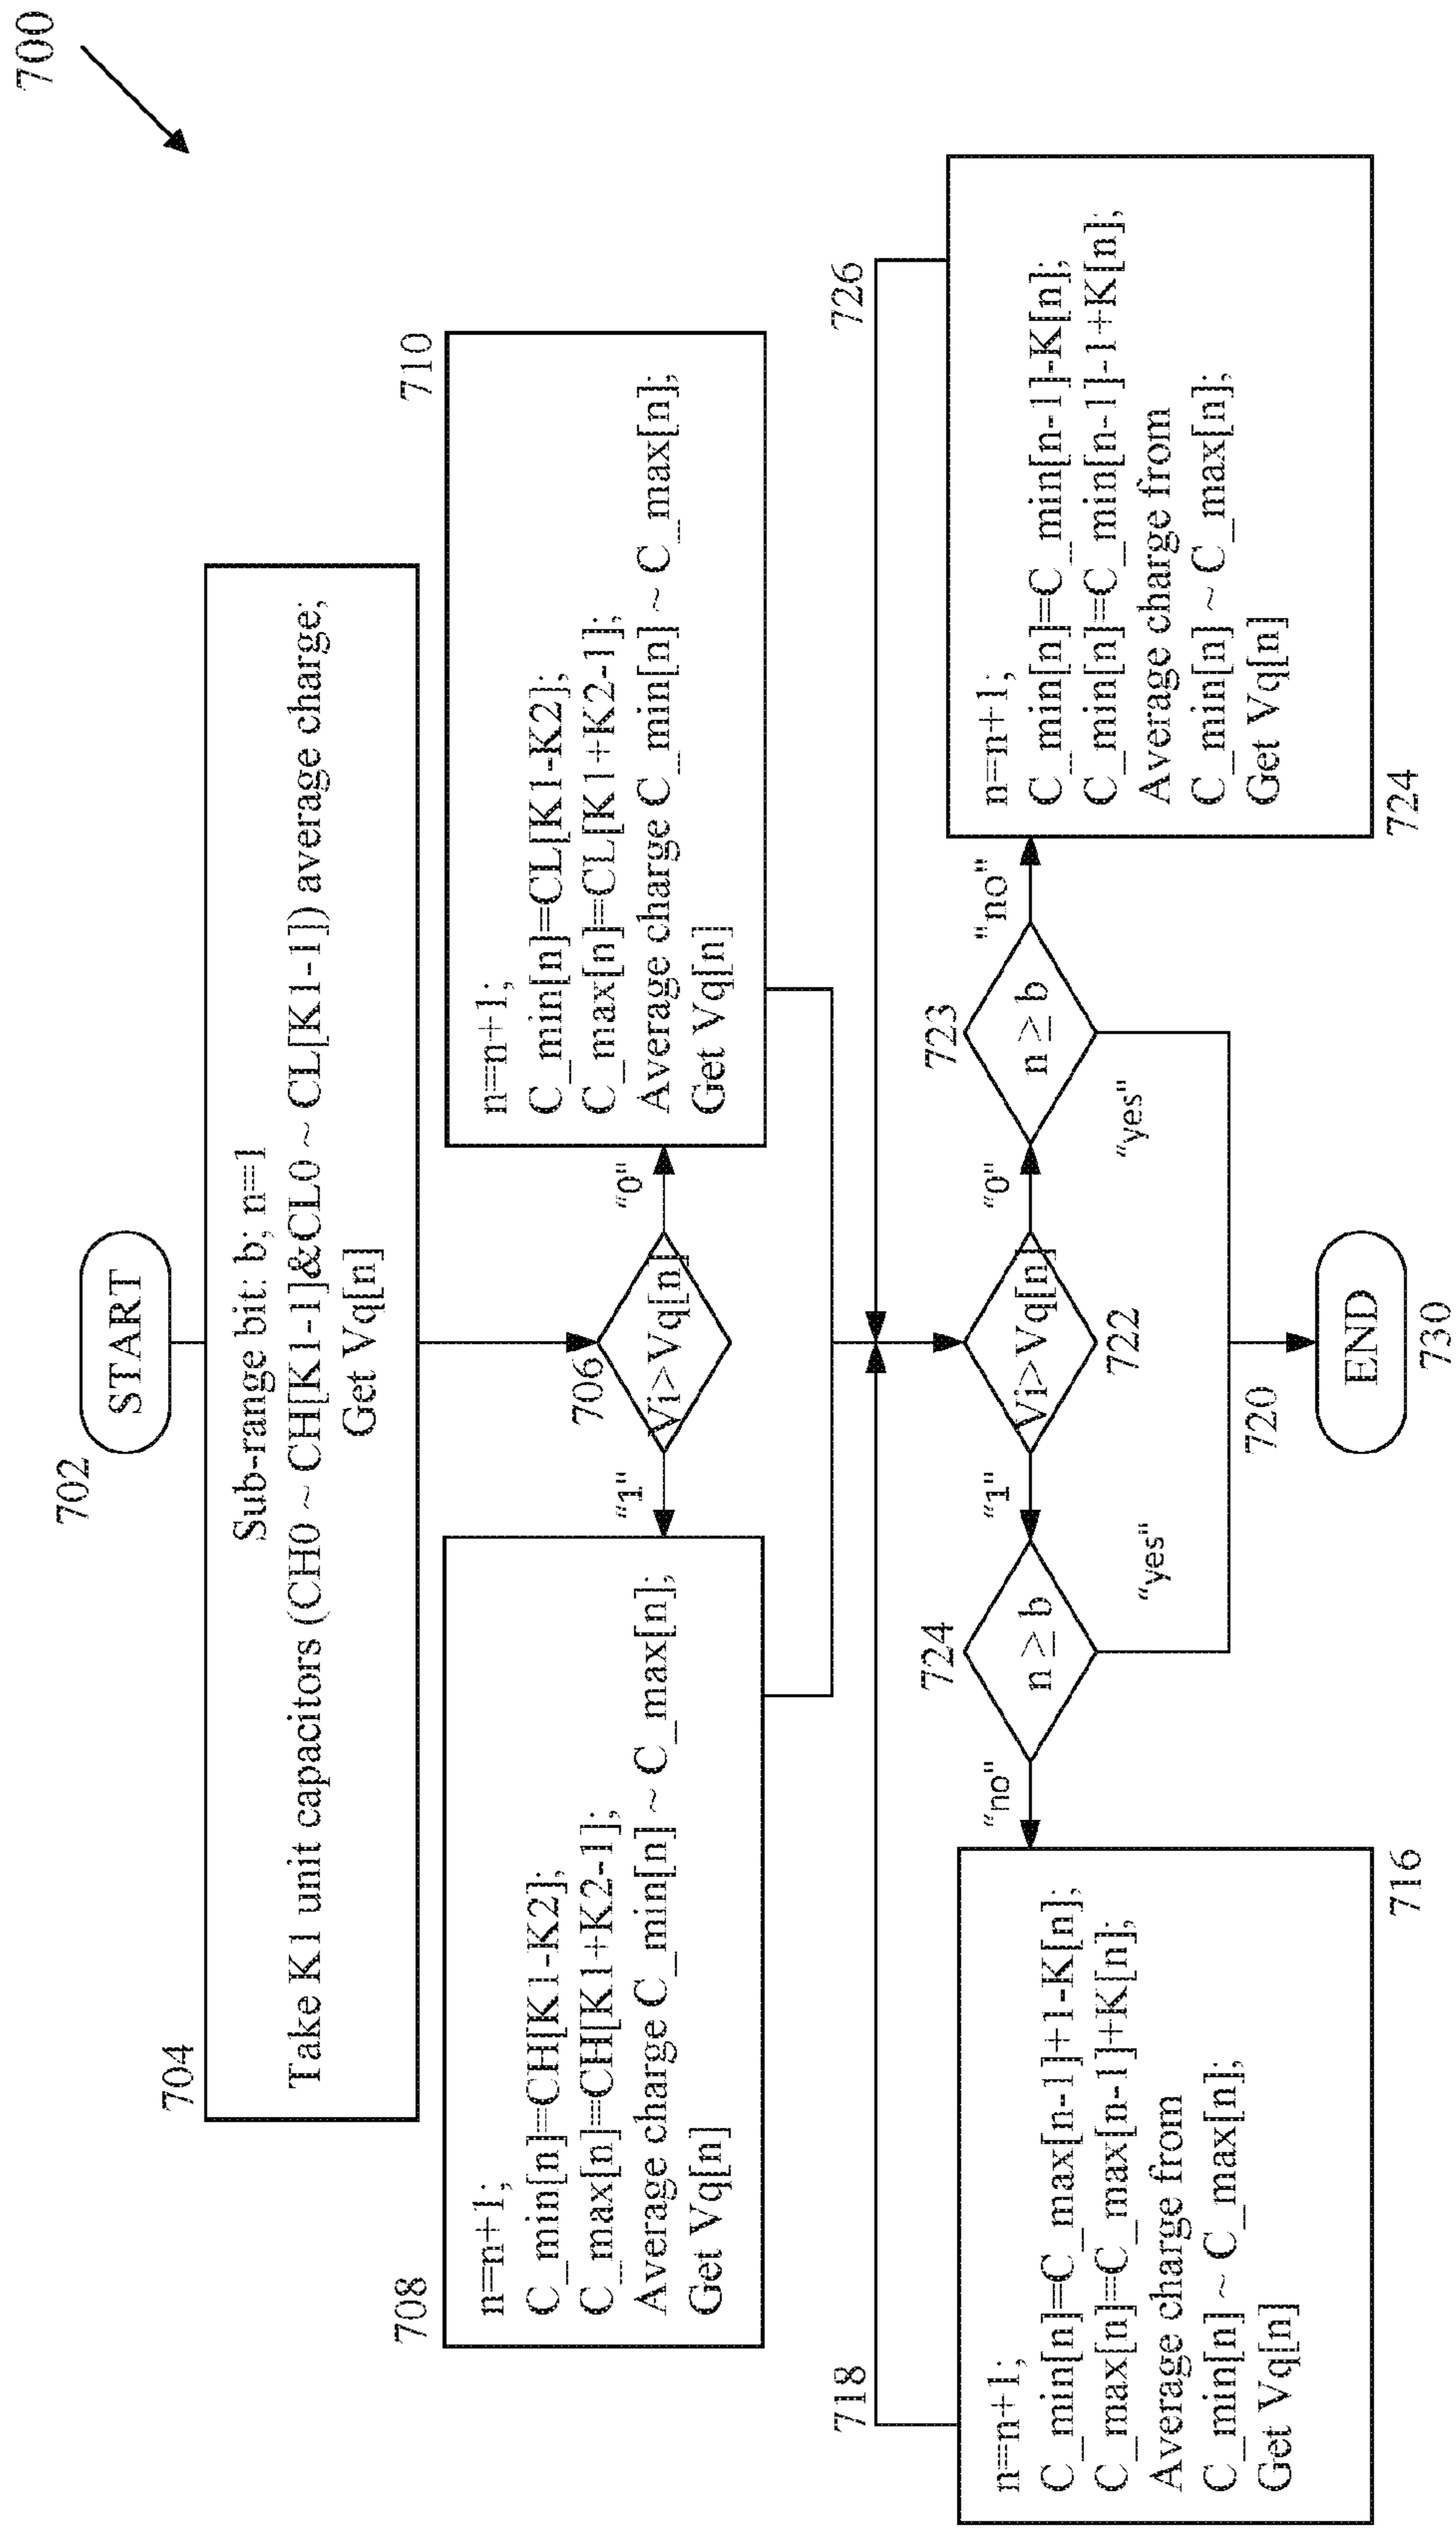 700
702
START
704
Sub-range bit: b; n=1
Take K1 unit capacitors (CH0 ~ CH[K1-1]&CL0 ~ CL[K1-1]) average charge;
Get Vq[n]
706
Vi>Vq[n]
"1"
"0"
708
n=n+1;
C_min[n]=CH[K1-K2];
C_max[n]=CH[K1+K2-1];
Average charge C_min[n] ~ C_max[n];
Get Vq[n]
710
n=n+1;
C_min[n]=CL[K1-K2];
C_max[n]=CL[K1+K2-1];
Average charge C_min[n] ~ C_max[n];
Get Vq[n]
718
726
Vi>Vq[n]
722
"1"
"0"
724
n ≥ b
"no"
"yes"
723
n ≥ b
"no"
"yes"
n=n+1;
C_min[n]=C_max[n-1]+1-K[n];
C_max[n]=C_max[n-1]+K[n];
Average charge from
C_min[n] ~ C_max[n];
Get Vq[n]
716
n=n+1;
C_min[n]=C_min[n-1]-K[n];
C_min[n]=C_min[n-1]-1+K[n];
Average charge from
C_min[n] ~ C_max[n];
Get Vq[n]
724
720
END
730